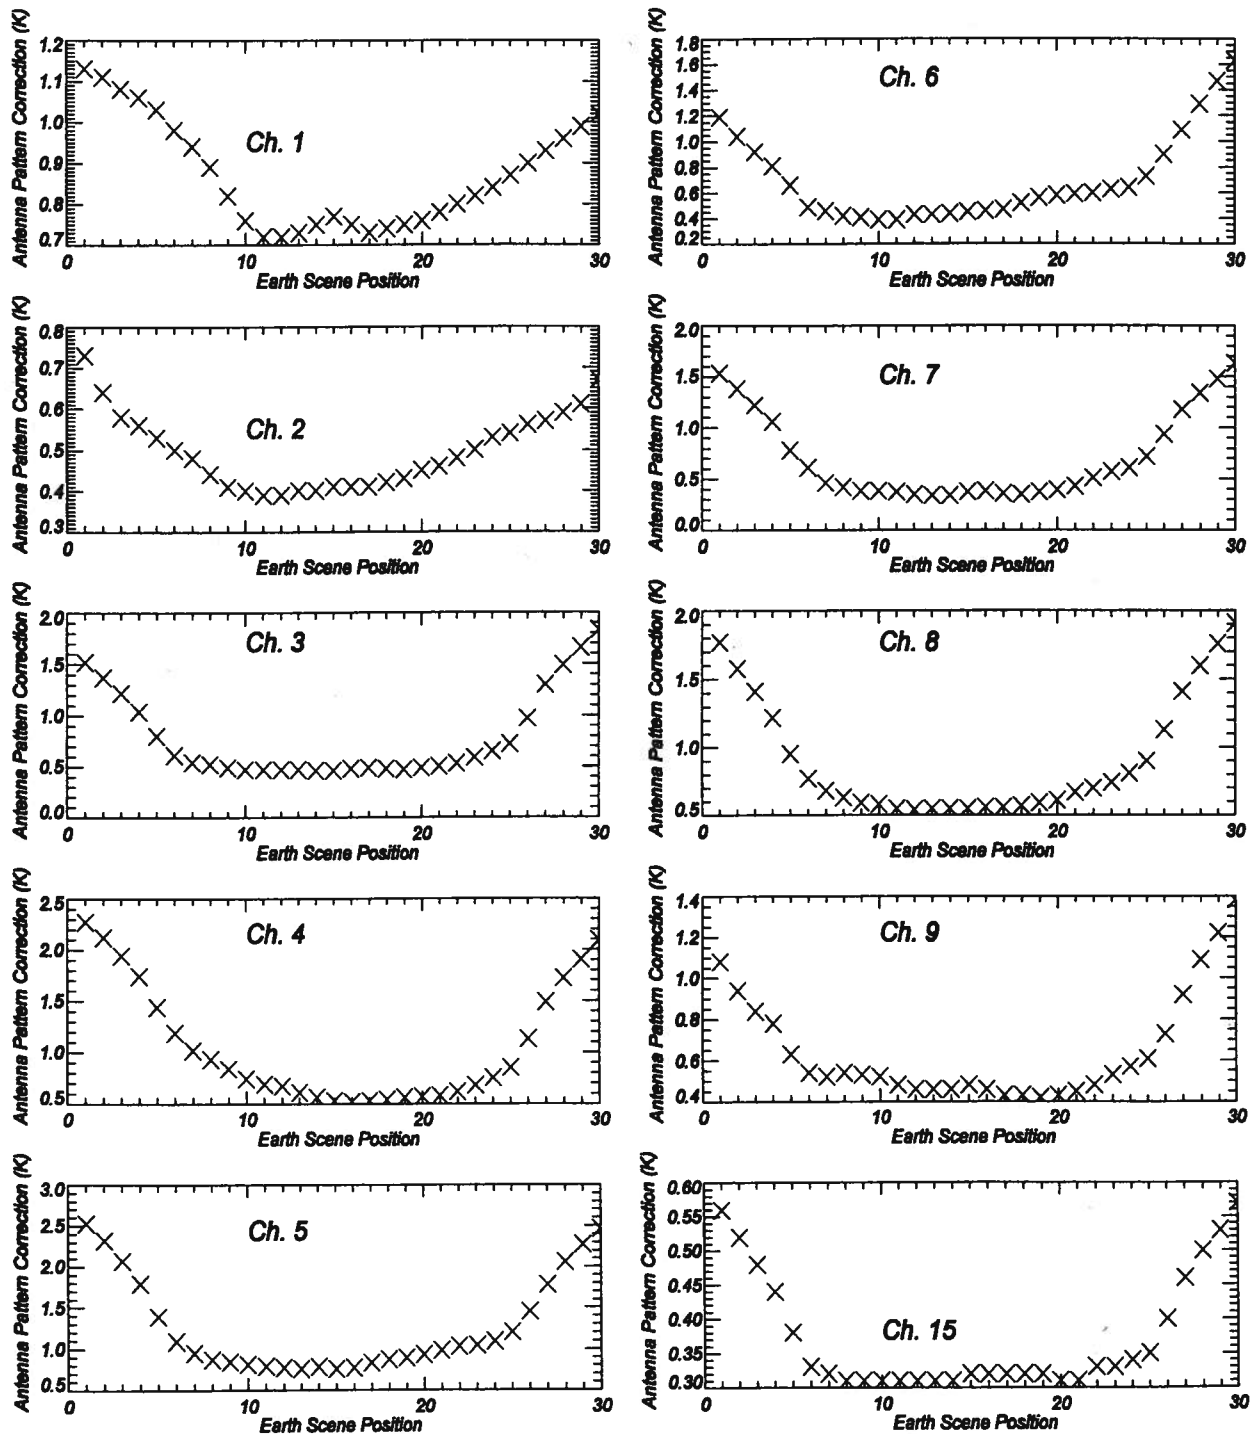 Antenna Pattern Correction (K)
1.2
1.1
1.0
0.9
0.8
0.7
Ch. 1
0 10 20 30
Earth Scene Position
Antenna Pattern Correction (K)
1.8
1.6
1.4
1.2
1.0
0.8
0.6
0.4
0.2
Ch. 6
0 10 20 30
Earth Scene Position
Antenna Pattern Correction (K)
0.8
0.7
0.6
0.5
0.4
0.3
Ch. 2
0 10 20 30
Earth Scene Position
Antenna Pattern Correction (K)
2.0
1.5
1.0
0.5
0.0
Ch. 7
0 10 20 30
Earth Scene Position
Antenna Pattern Correction (K)
2.0
1.5
1.0
0.5
0.0
Ch. 3
0 10 20 30
Earth Scene Position
Antenna Pattern Correction (K)
2.0
1.5
1.0
0.5
Ch. 8
0 10 20 30
Earth Scene Position
Antenna Pattern Correction (K)
2.5
2.0
1.5
1.0
0.5
Ch. 4
0 10 20 30
Earth Scene Position
Antenna Pattern Correction (K)
1.4
1.2
1.0
0.8
0.6
0.4
Ch. 9
0 10 20 30
Earth Scene Position
Antenna Pattern Correction (K)
3.0
2.5
2.0
1.5
1.0
0.5
Ch. 5
0 10 20 30
Earth Scene Position
Antenna Pattern Correction (K)
0.60
0.55
0.50
0.45
0.40
0.35
0.30
Ch. 15
0 10 20 30
Earth Scene Position